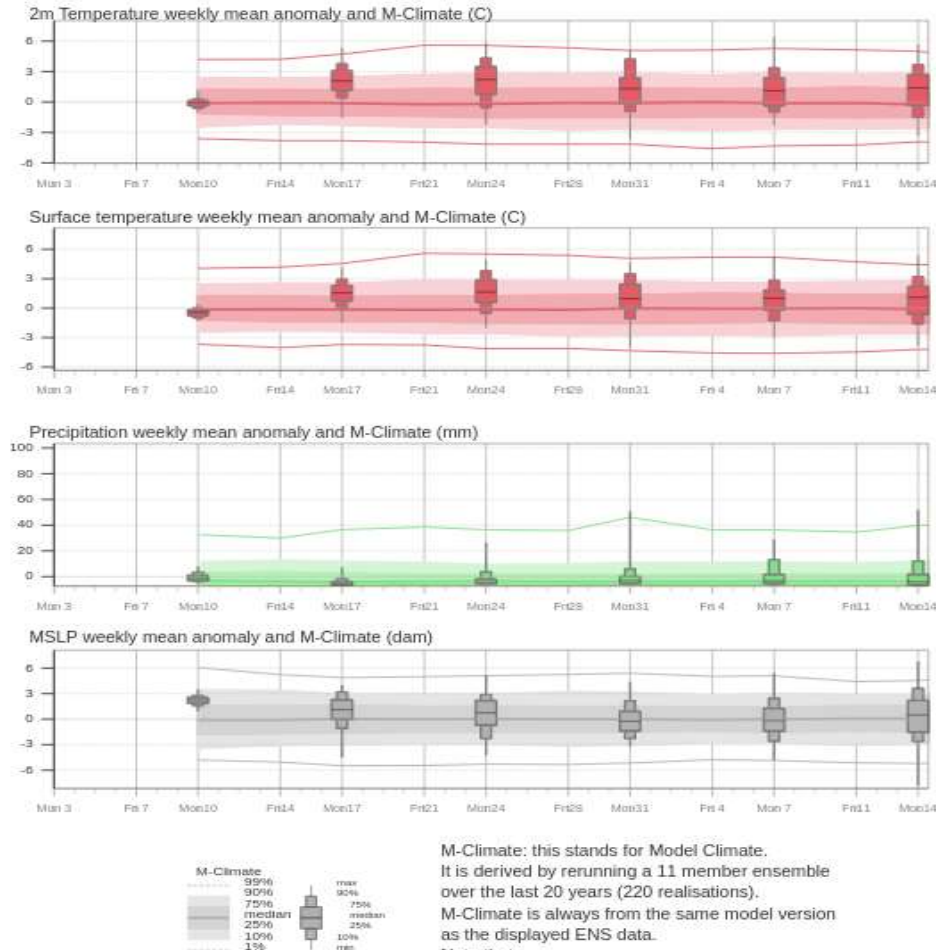 2m Temperature weekly mean anomaly and M-Climate (C)
6
3
0
-3
-6
Mon 3 Fri 7 Mon10 Fri14 Mon17 Fri21 Mon24 Fri28 Mon31 Fri 4 Mon 7 Fri11 Mon14
Surface temperature weekly mean anomaly and M-Climate (C)
6
3
0
-3
-6
Mon 3 Fri 7 Mon10 Fri14 Mon17 Fri21 Mon24 Fri28 Mon31 Fri 4 Mon 7 Fri11 Mon14
Precipitation weekly mean anomaly and M-Climate (mm)
100
80
60
40
20
0
Mon 3 Fri 7 Mon10 Fri14 Mon17 Fri21 Mon24 Fri28 Mon31 Fri 4 Mon 7 Fri11 Mon14
MSLP weekly mean anomaly and M-Climate (dam)
6
3
0
-3
-6
Mon 3 Fri 7 Mon10 Fri14 Mon17 Fri21 Mon24 Fri28 Mon31 Fri 4 Mon 7 Fri11 Mon14
M-Climate
99%
90%
75%
median
25%
10%
1%
max
90%
75%
median
25%
10%
min
M-Climate: this stands for Model Climate.
It is derived by rerunning a 11 member ensemble
over the last 20 years (220 realisations).
M-Climate is always from the same model version
as the displayed ENS data.